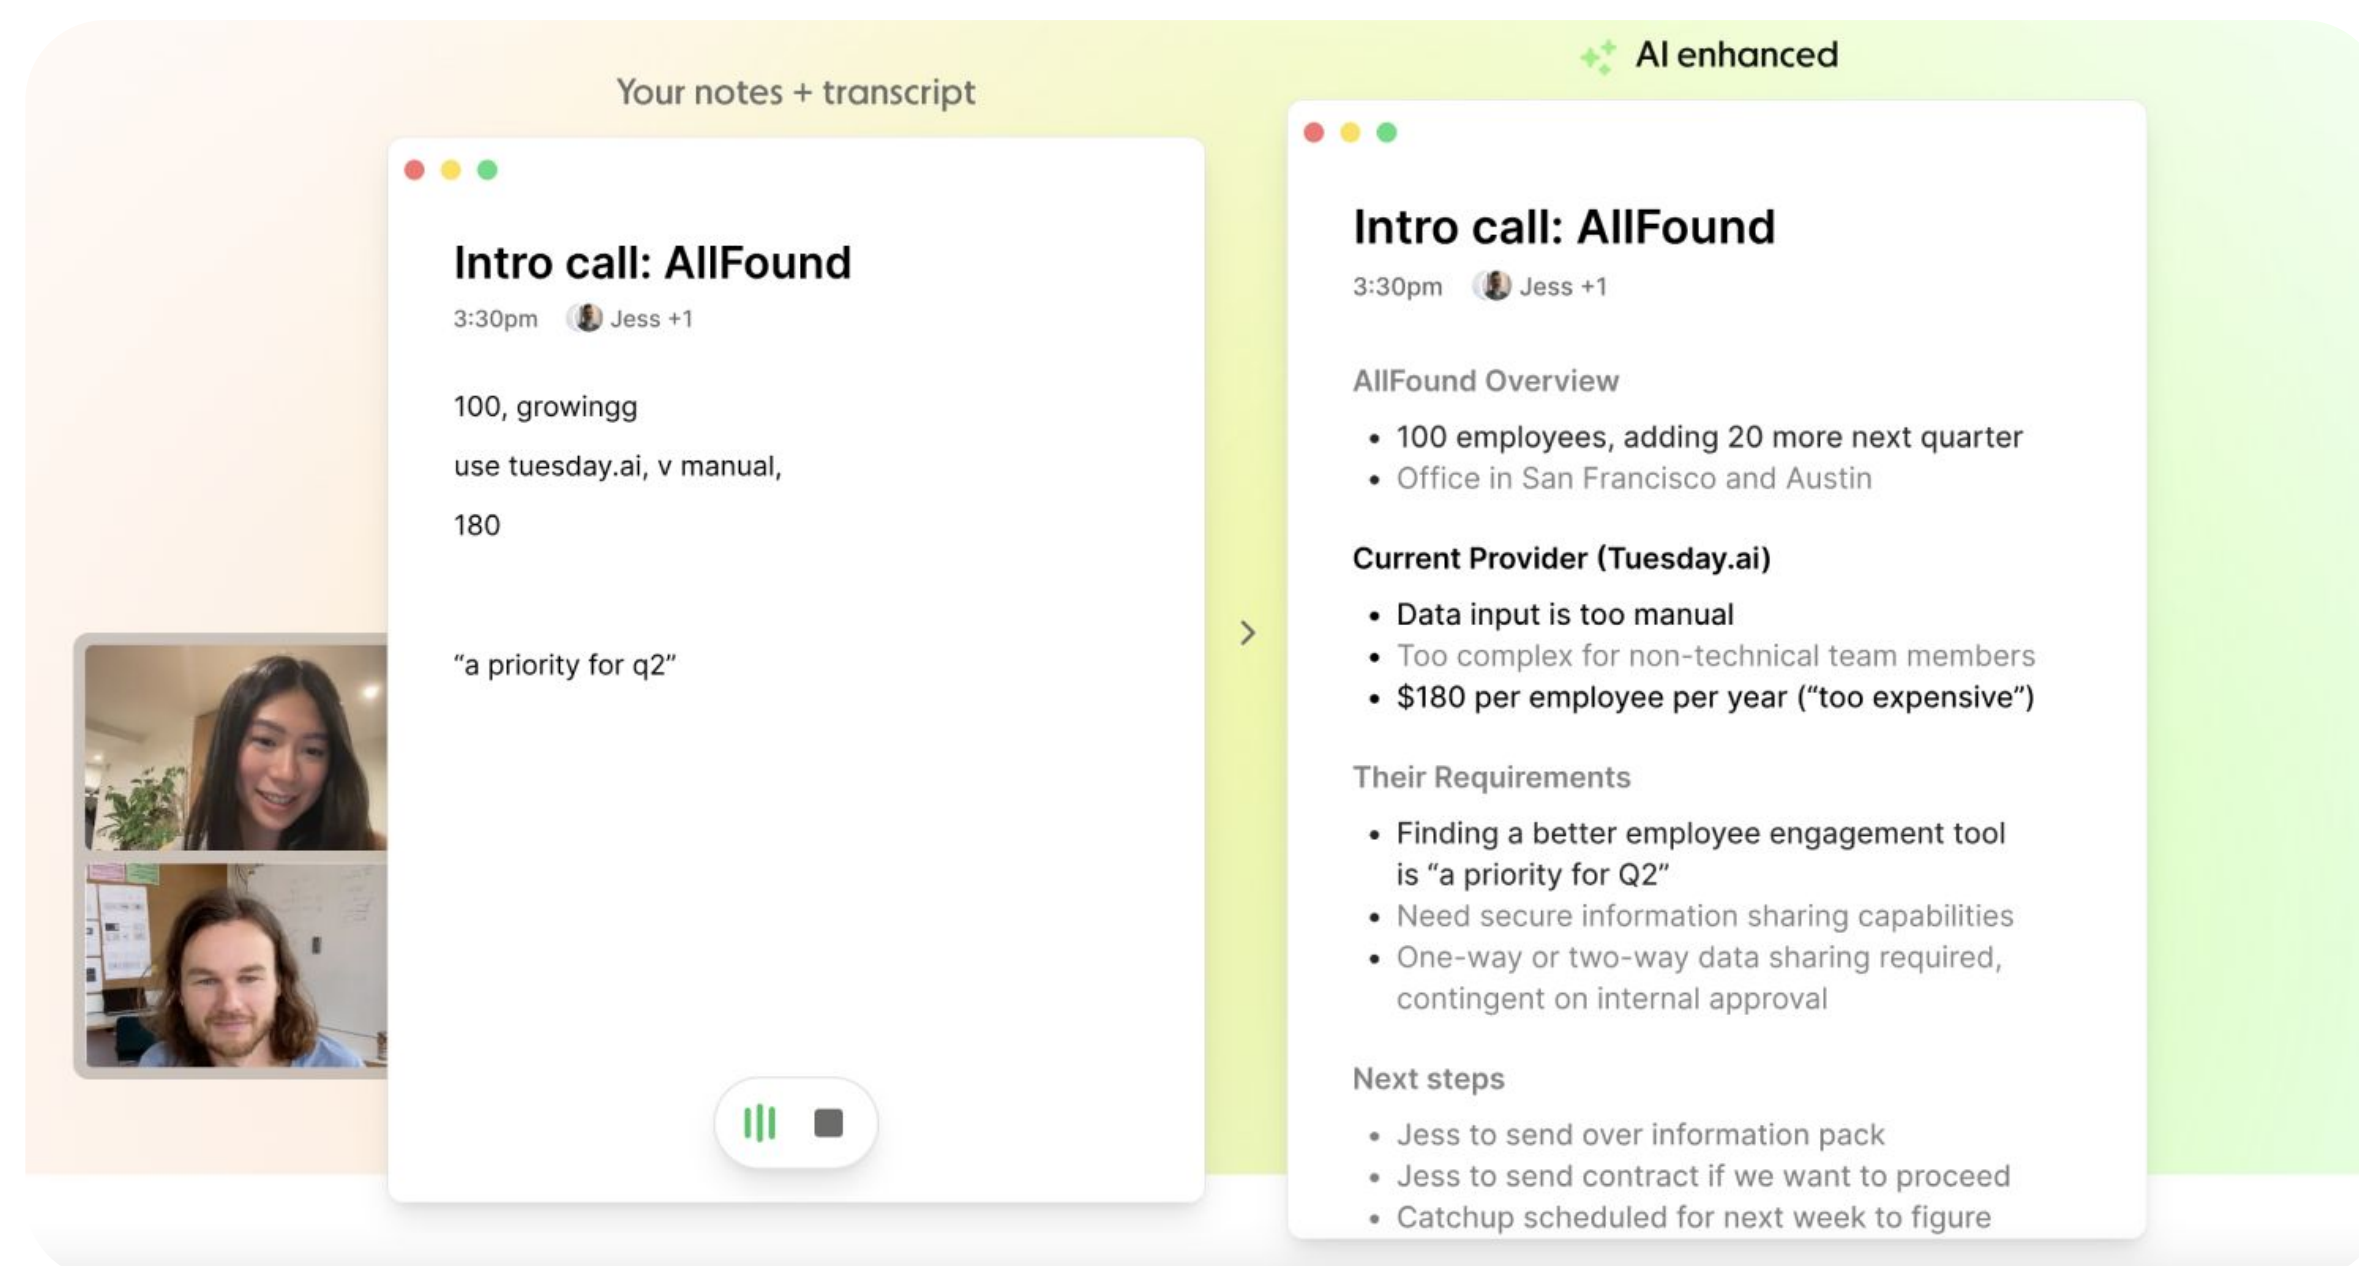 Your notes + transcript
Intro call: AllFound
3:30pm Jess +1
100, growingg
use tuesday.ai, v manual,
180
“a priority for q2”
AI enhanced
Intro call: AllFound
3:30pm Jess +1
AllFound Overview
• 100 employees, adding 20 more next quarter
• Office in San Francisco and Austin
Current Provider (Tuesday.ai)
• Data input is too manual
• Too complex for non-technical team members
• $180 per employee per year (“too expensive”)
Their Requirements
• Finding a better employee engagement tool
is “a priority for Q2”
• Need secure information sharing capabilities
• One-way or two-way data sharing required,
contingent on internal approval
Next steps
• Jess to send over information pack
• Jess to send contract if we want to proceed
• Catchup scheduled for next week to figure